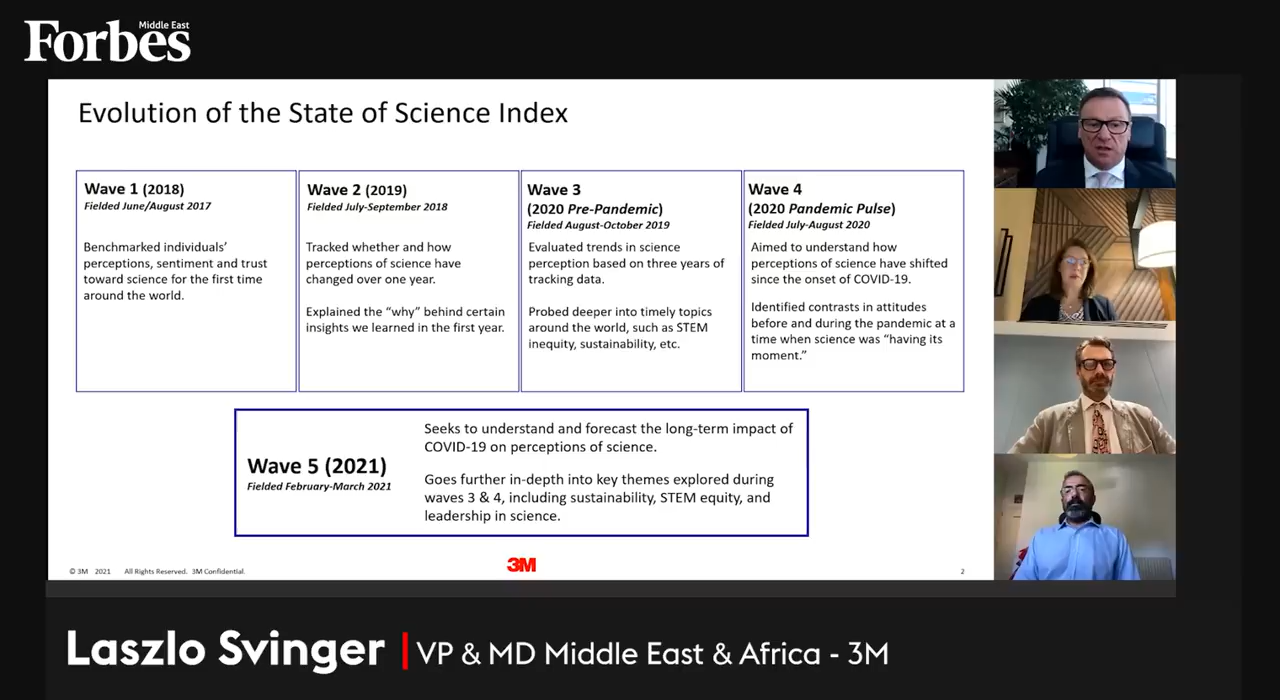 Middle East
Forbes
Evolution of the State of Science Index
Wave 1 (2018)
Fielded June/August 2017
Benchmarked individuals’
perceptions, sentiment and trust
toward science for the first time
around the world.
Wave 2 (2019)
Fielded July-September 2018
Tracked whether and how
perceptions of science have
changed over one year.
Explained the “why” behind certain
insights we learned in the first year.
Wave 3
(2020 Pre-Pandemic)
Fielded August-October 2019
Evaluated trends in science
perception based on three years of
tracking data.
Probed deeper into timely topics
around the world, such as STEM
inequity, sustainability, etc.
Wave 4
(2020 Pandemic Pulse)
Fielded July-August 2020
Aimed to understand how
perceptions of science have shifted
since the onset of COVID-19.
Identified contrasts in attitudes
before and during the pandemic at a
time when science was “having its
moment.”
Wave 5 (2021)
Fielded February-March 2021
Seeks to understand and forecast the long-term impact of
COVID-19 on perceptions of science.
Goes further in-depth into key themes explored during
waves 3 & 4, including sustainability, STEM equity, and
leadership in science.
© 3M 2021 All Rights Reserved. 3M Confidential.
3M
2
Laszlo Svinger | VP & MD Middle East & Africa - 3M